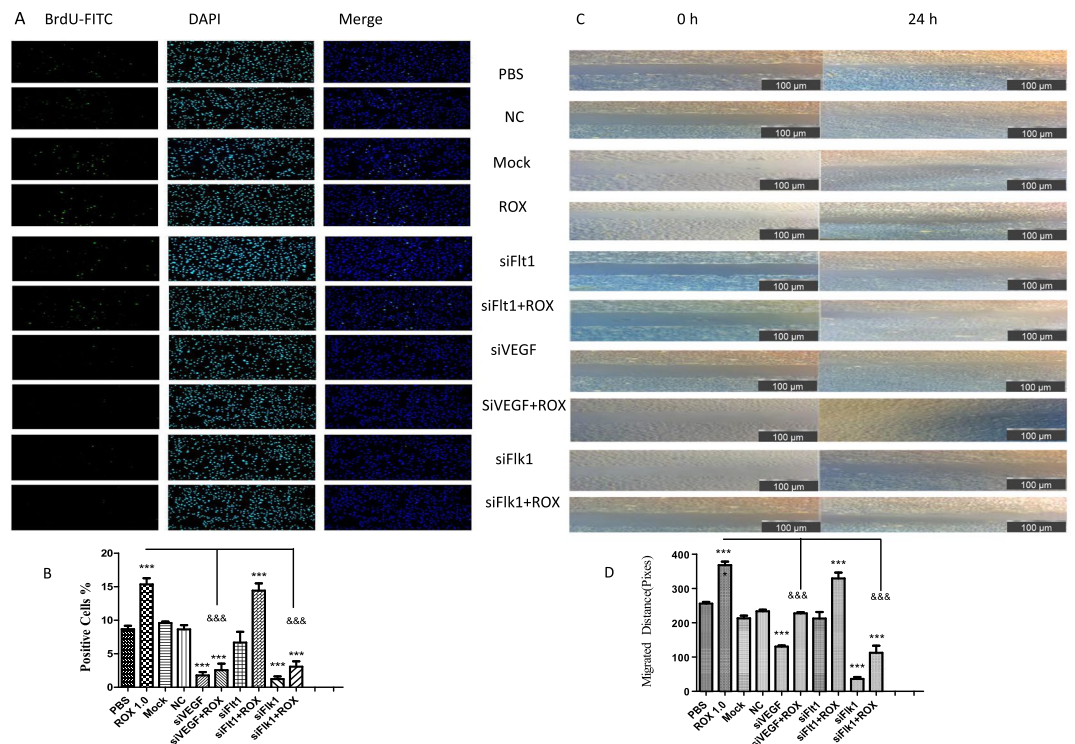 A BrdU-FITC DAPI Merge
PBS
NC
Mock
ROX
siFlt1
siFlt1+ROX
siVEGF
SiVEGF+ROX
siFlk1
siFlk1+ROX
C 0 h 24 h
100 µm 100 µm
100 µm 100 µm
100 µm 100 µm
100 µm 100 µm
100 µm 100 µm
100 µm 100 µm
100 µm 100 µm
100 µm 100 µm
100 µm 100 µm
100 µm 100 µm
B
Positive Cells %
20
15
10
5
0
***
&&&
*** ***
***
&&&
*** ***
PBS
ROX 1.0
Mock
NC
siVEGF
siVEGF+ROX
siFlt1
siFlt1+ROX
siFlk1
siFlk1+ROX
D
Migrated Distance(Pixes)
400
300
200
100
0
***
*
&&&
***
***
&&&
*** ***
PBS
ROX 1.0
Mock
NC
siVEGF
siVEGF+ROX
siFlt1
siFlt1+ROX
siFlk1
siFlk1+ROX